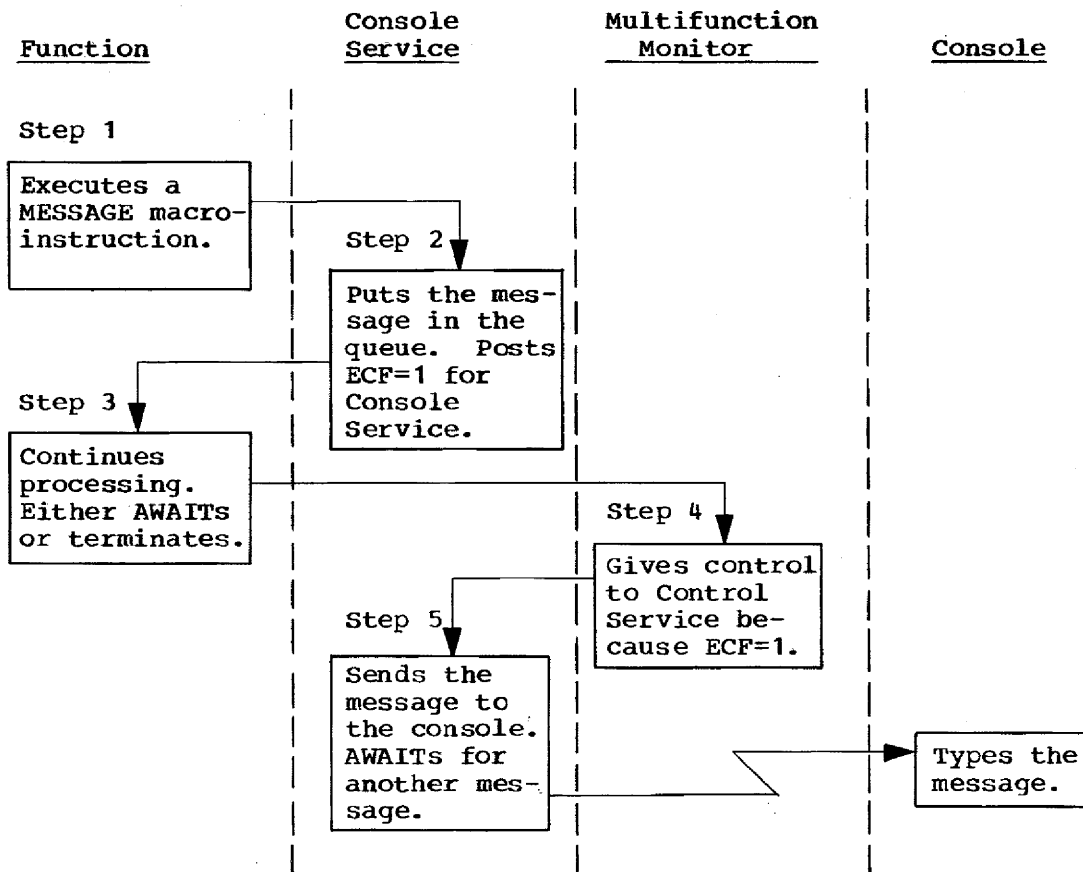 Function
Console
Service
Multifunction
Monitor
Console
Step 1
Executes a
MESSAGE macro-
instruction.
Step 2
Puts the mes-
sage in the
queue. Posts
ECF=1 for
Console
Service.
Step 3
Continues
processing.
Either AWAITs
or terminates.
Step 4
Gives control
to Control
Service be-
cause ECF=1.
Step 5
Sends the
message to
the console.
AWAITs for
another mes-
sage.
Types the
message.